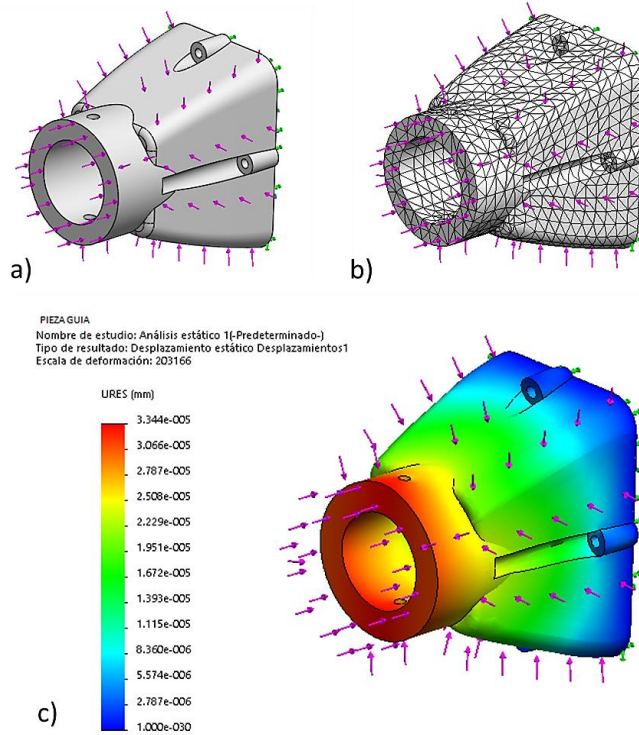 a)
b)
PIEZA GUIA
Nombre de estudio: Análisis estático 1(-Predeterminado-)
Tipo de resultado: Desplazamiento estático Desplazamientos1
Escala de deformación: 203166
URES (mm)
3.344e-005
3.066e-005
2.787e-005
2.508e-005
2.229e-005
1.951e-005
1.672e-005
1.393e-005
1.115e-005
8.360e-006
5.574e-006
2.787e-006
1.000e-030
c)